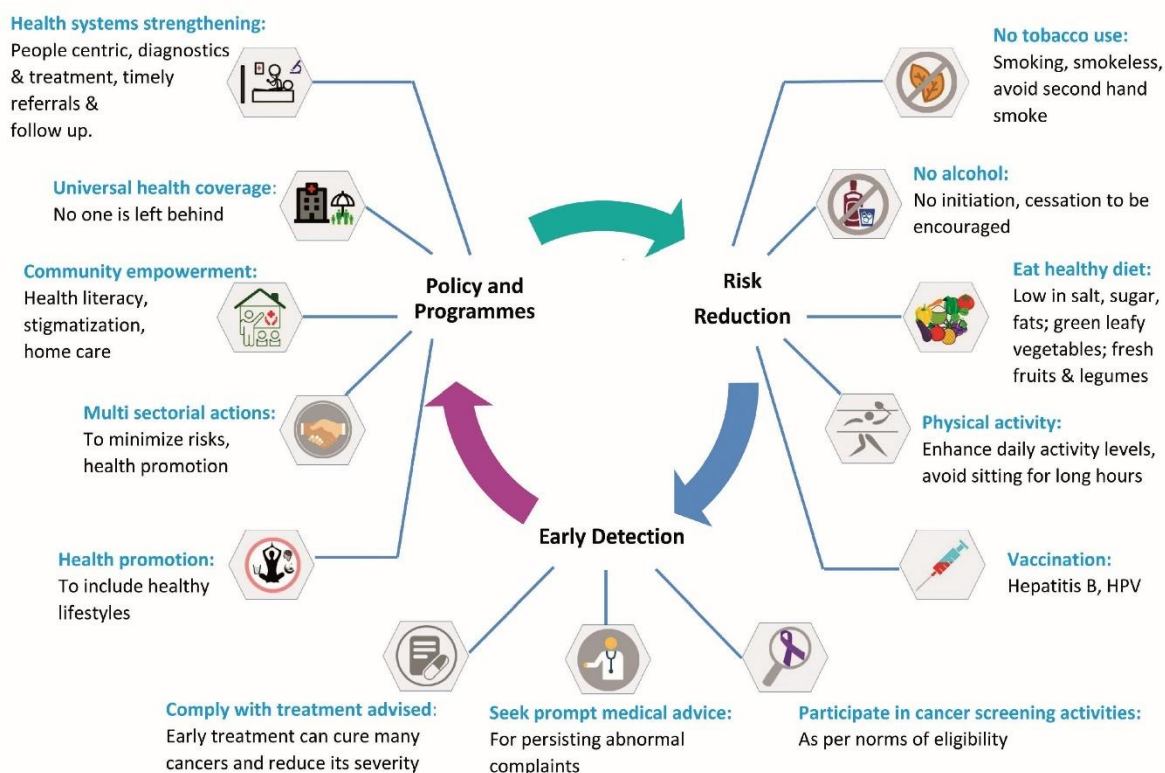 Health systems strengthening:
People centric, diagnostics
& treatment, timely
referrals &
follow up.
Universal health coverage:
No one is left behind
Community empowerment:
Health literacy,
stigmatization,
home care
Multi sectorial actions:
To minimize risks,
health promotion
Health promotion:
To include healthy
lifestyles
Policy and
Programmes
Risk
Reduction
Early Detection
No tobacco use:
Smoking, smokeless,
avoid second hand
smoke
No alcohol:
No initiation, cessation to be
encouraged
Eat healthy diet:
Low in salt, sugar,
fats; green leafy
vegetables; fresh
fruits & legumes
Physical activity:
Enhance daily activity levels,
avoid sitting for long hours
Vaccination:
Hepatitis B, HPV
Comply with treatment advised:
Early treatment can cure many
cancers and reduce its severity
Seek prompt medical advice:
For persisting abnormal
complaints
Participate in cancer screening activities:
As per norms of eligibility